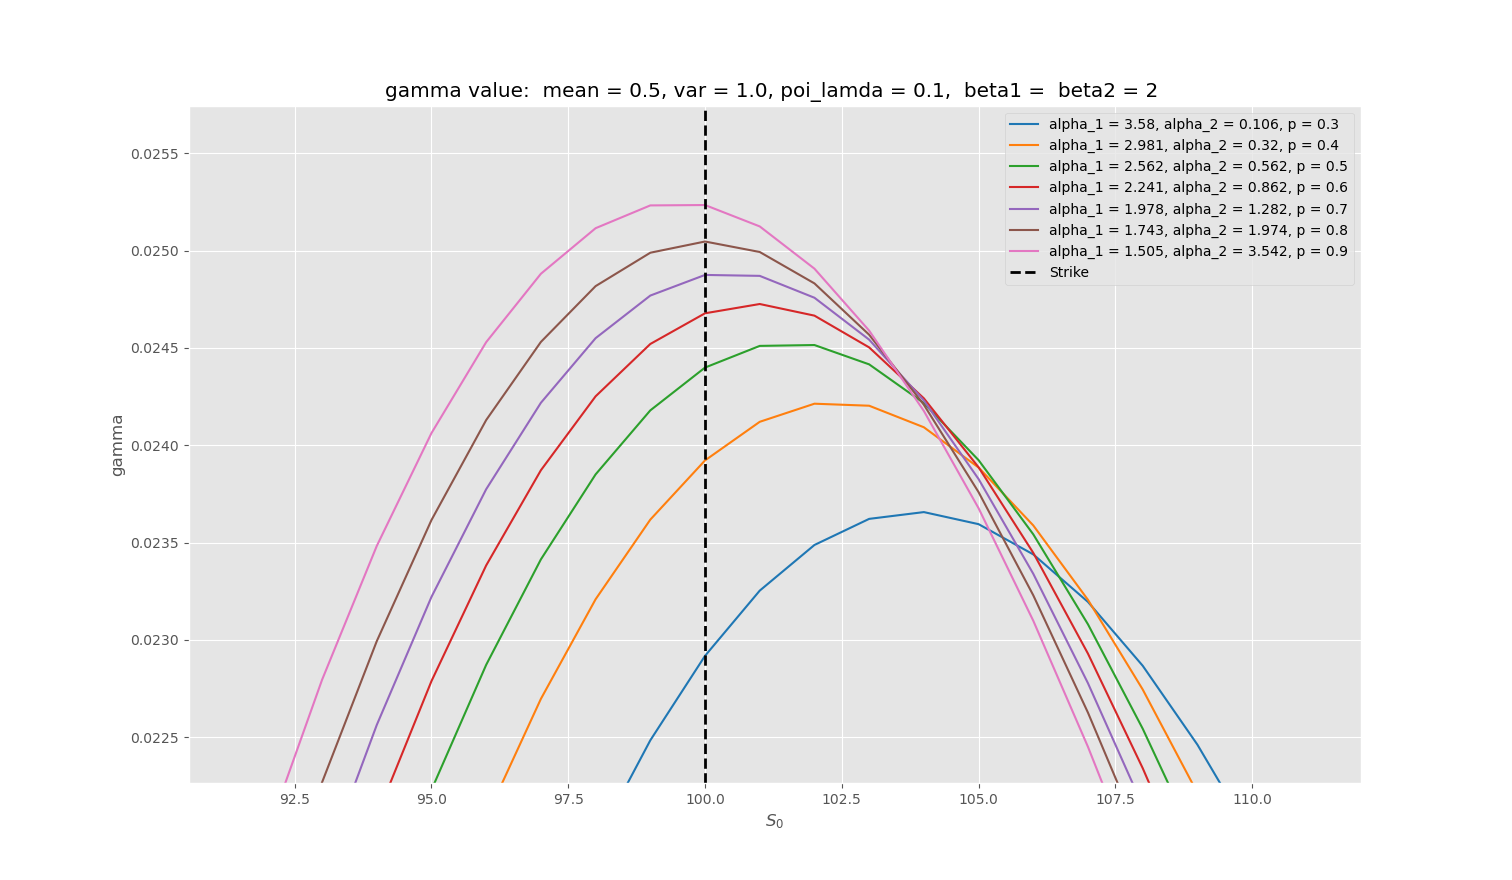 gamma value:  mean = 0.5, var = 1.0, poi_lamda = 0.1,  beta1 =  beta2 = 2
alpha_1 = 3.58, alpha_2 = 0.106, p = 0.3
alpha_1 = 2.981, alpha_2 = 0.32, p = 0.4
alpha_1 = 2.562, alpha_2 = 0.562, p = 0.5
alpha_1 = 2.241, alpha_2 = 0.862, p = 0.6
alpha_1 = 1.978, alpha_2 = 1.282, p = 0.7
alpha_1 = 1.743, alpha_2 = 1.974, p = 0.8
alpha_1 = 1.505, alpha_2 = 3.542, p = 0.9
Strike
gamma
0.0255
0.0250
0.0245
0.0240
0.0235
0.0230
0.0225
92.5 95.0 97.5 100.0 102.5 105.0 107.5 110.0
S₀